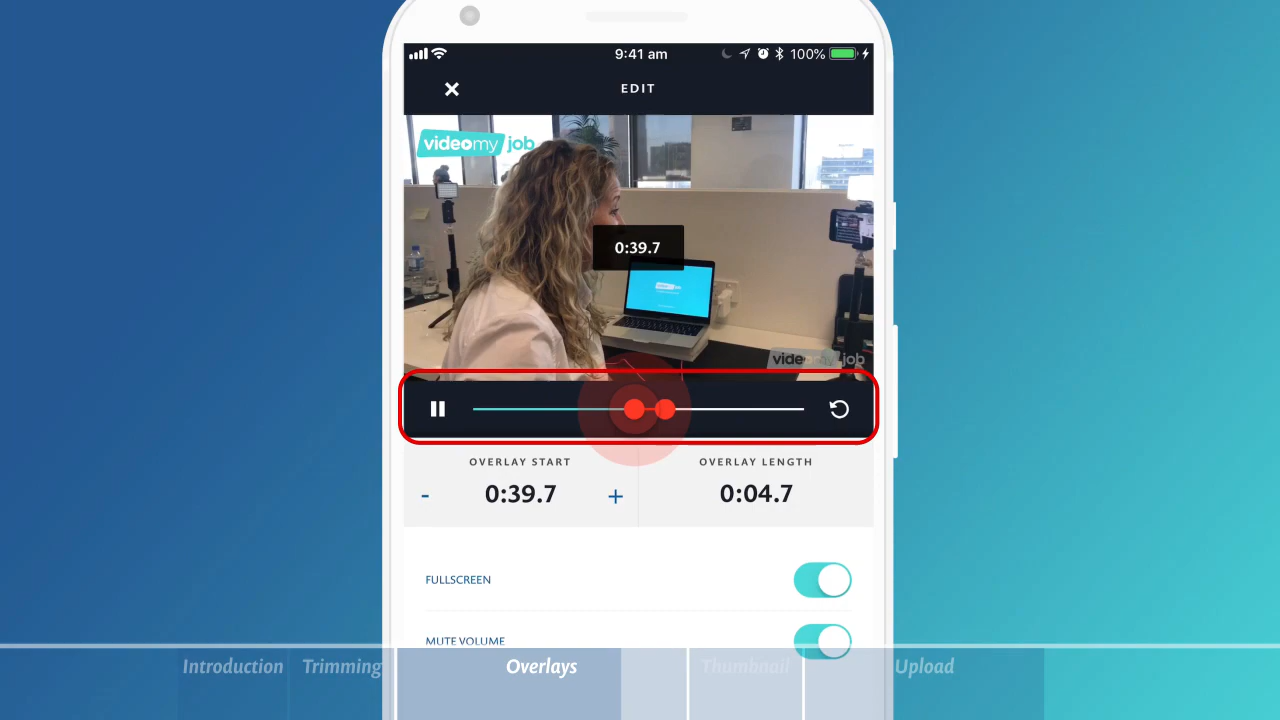 9:41 am
100%
EDIT
videomyjob
0:39.7
videomyjob
OVERLAY START
OVERLAY LENGTH
- 0:39.7 +
0:04.7
FULLSCREEN
MUTE VOLUME
Introduction
Trimming
Overlays
Thumbnail
Upload